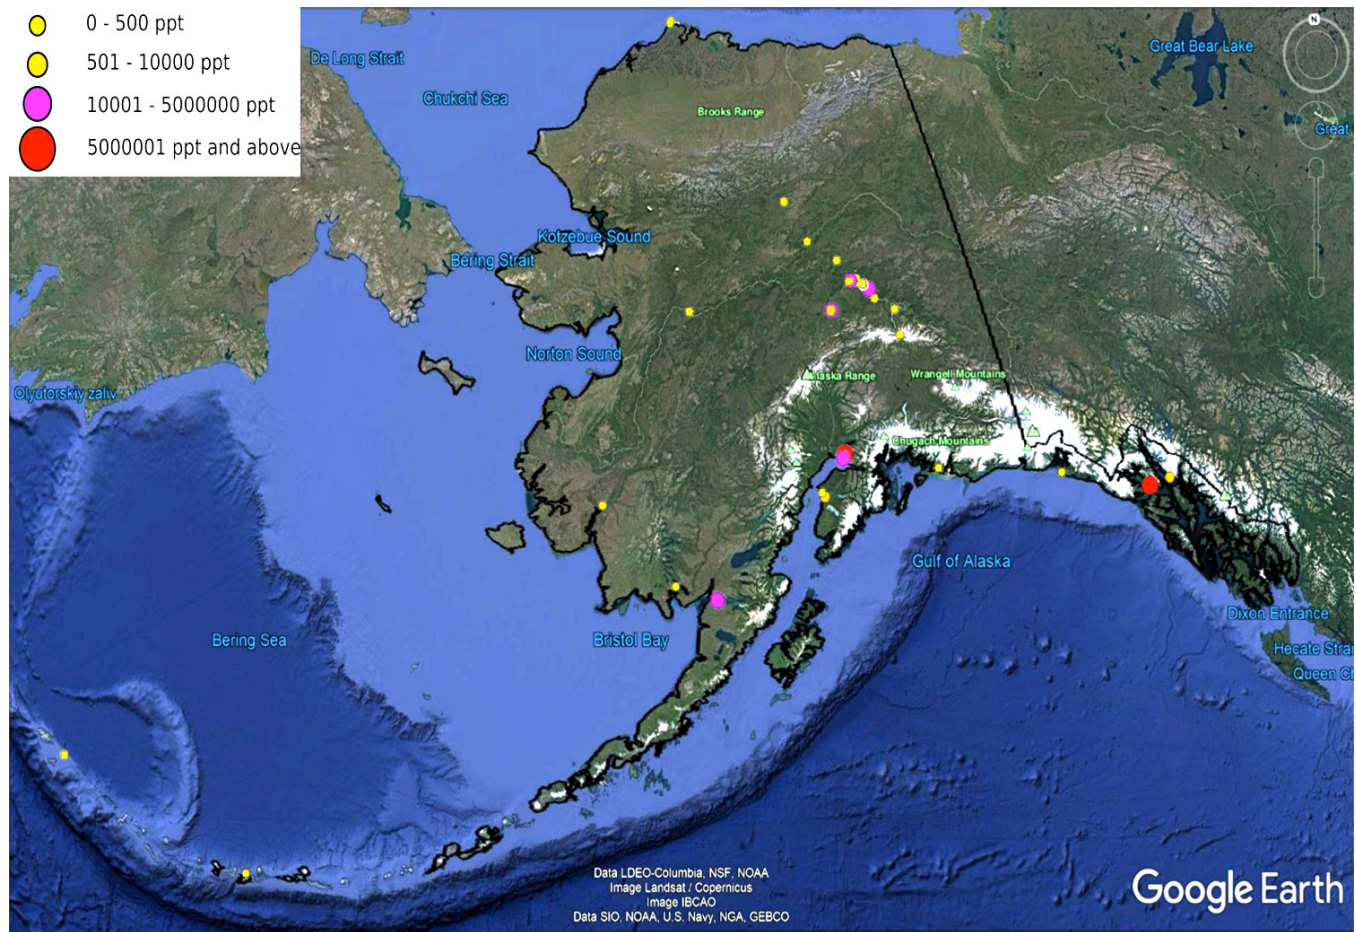 0 - 500 ppt
501 - 10000 ppt
10001 - 5000000 ppt
5000001 ppt and above
N
De Long Strait
Great Bear Lake
Chukchi Sea
Brooks Range
Great
Kotzebue Sound
Bering Strait
Norton Sound
Olyutorskiy zaliv
Alaska Range
Wrangell Mountains
Chugach Mountains
Gulf of Alaska
Dixon Entrance
Bering Sea
Bristol Bay
Hecate Strai
Queen Ch
Data LDEO-Columbia, NSF, NOAA
Image Landsat / Copernicus
Image IBCAO
Data SIO, NOAA, U.S. Navy, NGA, GEBCO
Google Earth